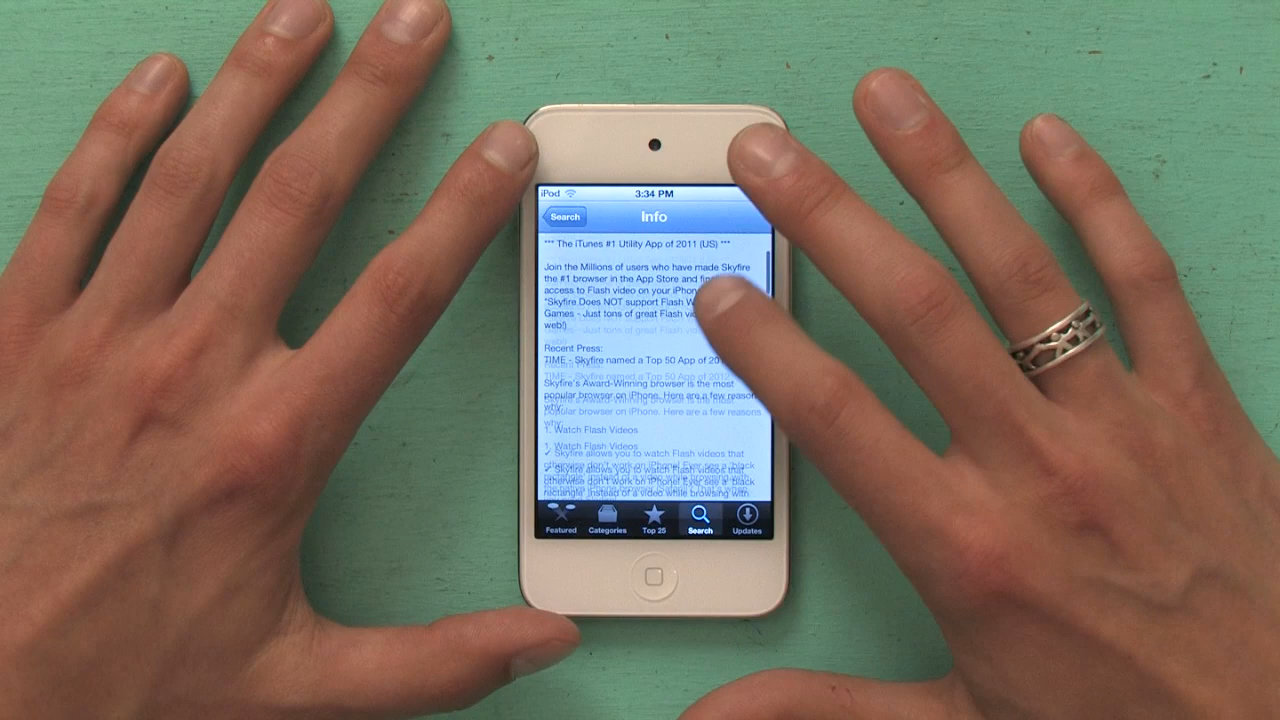 iPod 3:34 PM
Search Info
*** The iTunes #1 Utility App of 2011 (US) ***
Join the Millions of users who have made Skyfire
the #1 browser in the App Store and
access to Flash video on your
*Skyfire Does NOT support Flash
Games - Just tons of great Flash
web!)
Recent Press:
TIME - Skyfire named a Top 50 App of
Skyfire's Award-Winning browser is the most
popular browser on iPhone. Here are a few reasons
why:
1. Watch Flash Videos
✓ Skyfire allows you to watch Flash videos that
otherwise don't work on iPhone! Ever see a 'black
rectangle' instead of a video while browsing with
Featured Categories Top 25 Search Updates